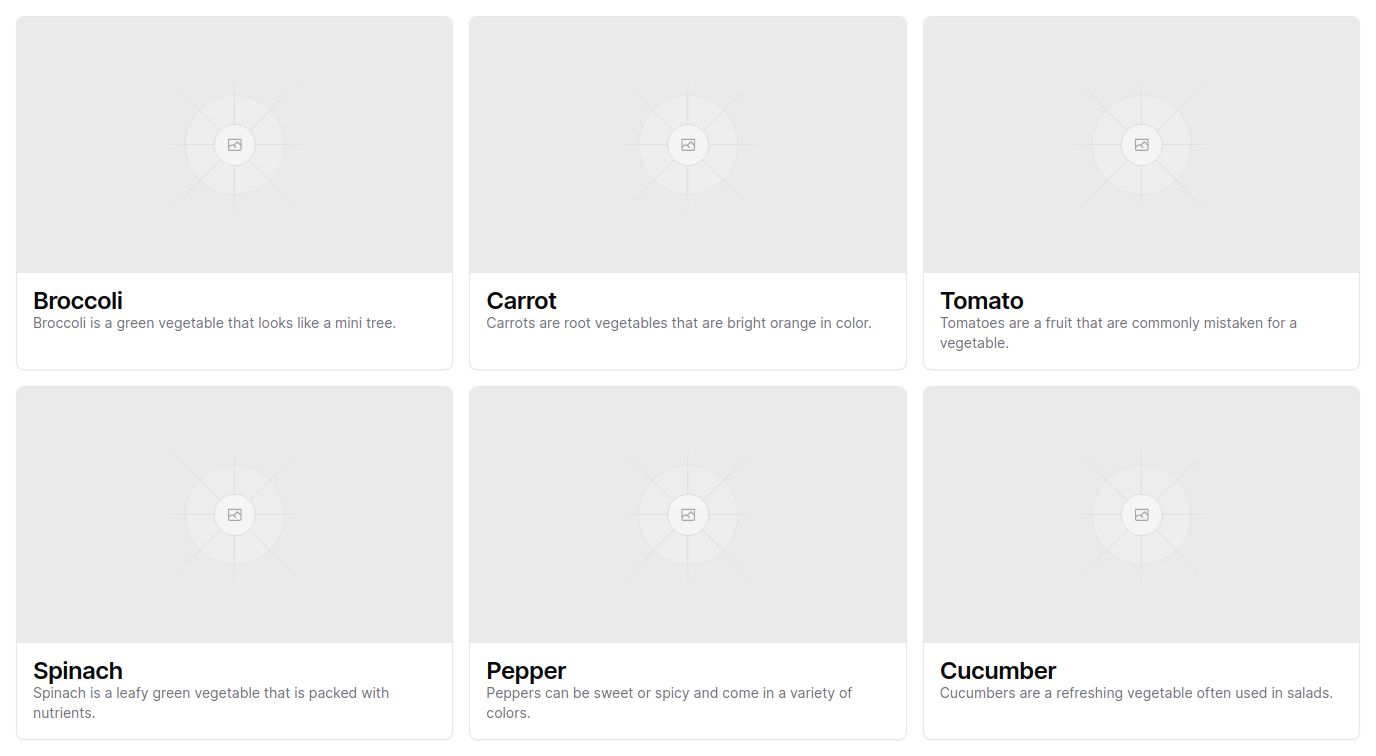 Broccoli
Broccoli is a green vegetable that looks like a mini tree.
Carrot
Carrots are root vegetables that are bright orange in color.
Tomato
Tomatoes are a fruit that are commonly mistaken for a
vegetable.
Spinach
Spinach is a leafy green vegetable that is packed with
nutrients.
Pepper
Peppers can be sweet or spicy and come in a variety of
colors.
Cucumber
Cucumbers are a refreshing vegetable often used in salads.